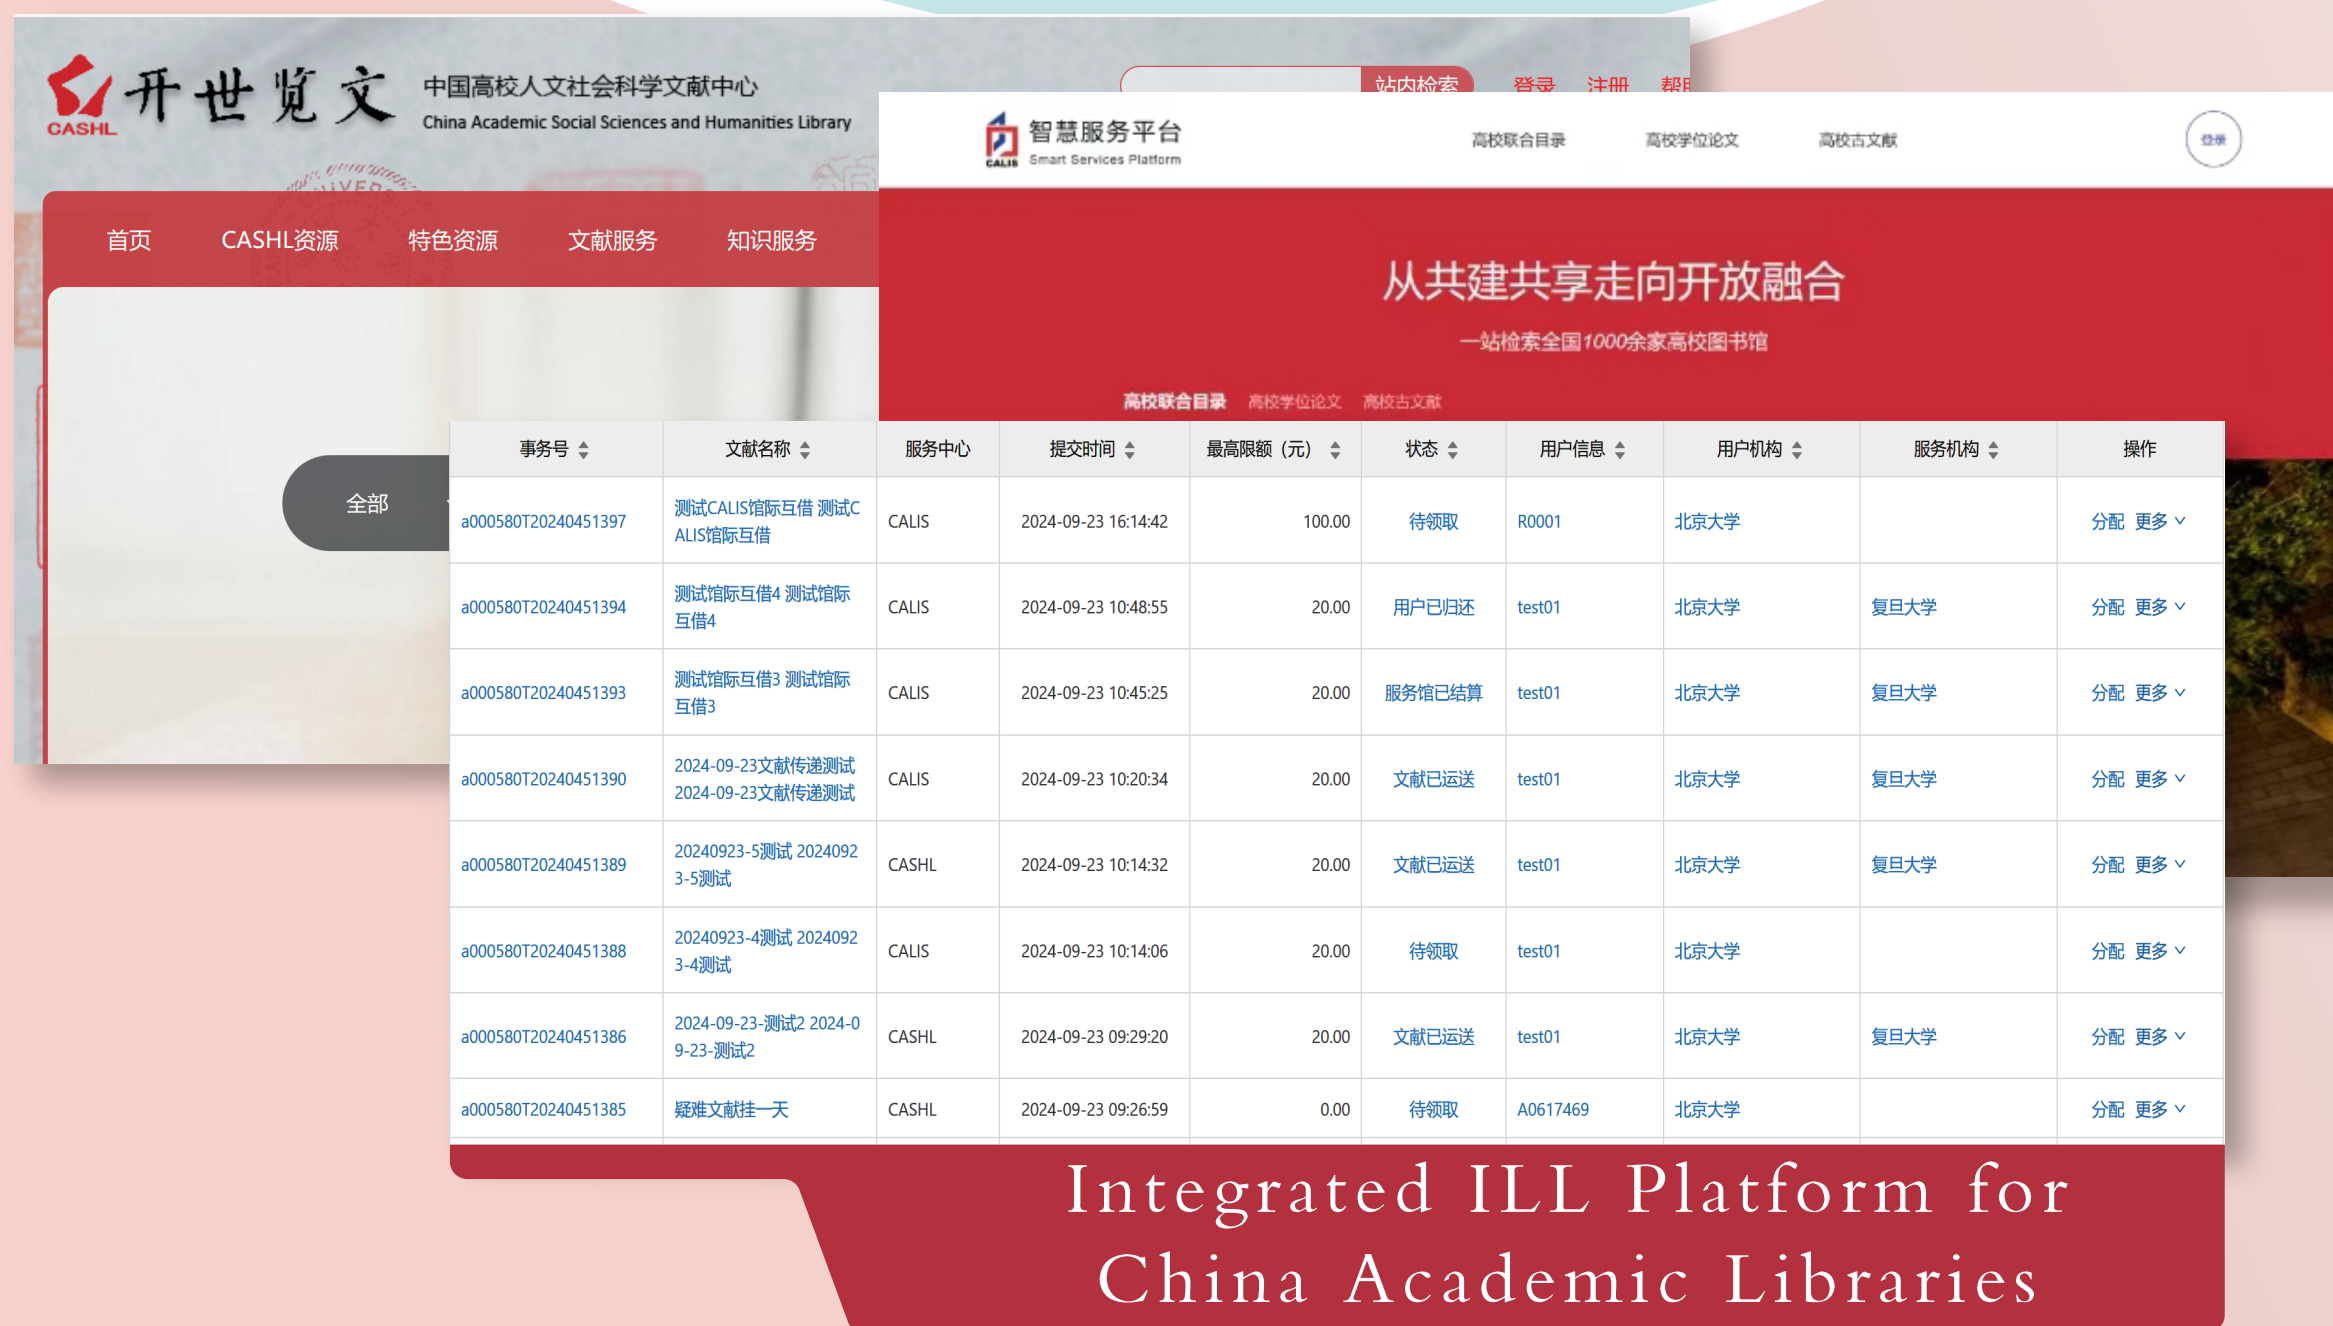 开世览文
CASHL
中国高校人文社会科学文献中心
China Academic Social Sciences and Humanities Library
站内检索
登录 注册
首页 CASHL资源 特色资源 文献服务 知识服务
全部
CALIS
智慧服务平台
Smart Services Platform
高校联合目录 高校学位论文 高校古文献
登录
从共建共享走向开放融合
一站检索全国1000余家高校图书馆
高校联合目录 高校学位论文 高校古文献
事务号 文献名称 服务中心 提交时间 最高限额（元） 状态 用户信息 用户机构 服务机构 操作
a000580T20240451397 测试CALIS馆际互借 测试C
ALIS馆际互借 CALIS 2024-09-23 16:14:42 100.00 待领取 R0001 北京大学 分配 更多
a000580T20240451394 测试馆际互借4 测试馆际
互借4 CALIS 2024-09-23 10:48:55 20.00 用户已归还 test01 北京大学 复旦大学 分配 更多
a000580T20240451393 测试馆际互借3 测试馆际
互借3 CALIS 2024-09-23 10:45:25 20.00 服务馆已结算 test01 北京大学 复旦大学 分配 更多
a000580T20240451390 2024-09-23文献传递测试
2024-09-23文献传递测试 CALIS 2024-09-23 10:20:34 20.00 文献已运送 test01 北京大学 复旦大学 分配 更多
a000580T20240451389 20240923-5测试 2024092
3-5测试 CASHL 2024-09-23 10:14:32 20.00 文献已运送 test01 北京大学 复旦大学 分配 更多
a000580T20240451388 20240923-4测试 2024092
3-4测试 CALIS 2024-09-23 10:14:06 20.00 待领取 test01 北京大学 分配 更多
a000580T20240451386 2024-09-23-测试2 2024-0
9-23-测试2 CASHL 2024-09-23 09:29:20 20.00 文献已运送 test01 北京大学 复旦大学 分配 更多
a000580T20240451385 疑难文献挂一天 CASHL 2024-09-23 09:26:59 0.00 待领取 A0617469 北京大学 分配 更多
Integrated ILL Platform for
China Academic Libraries